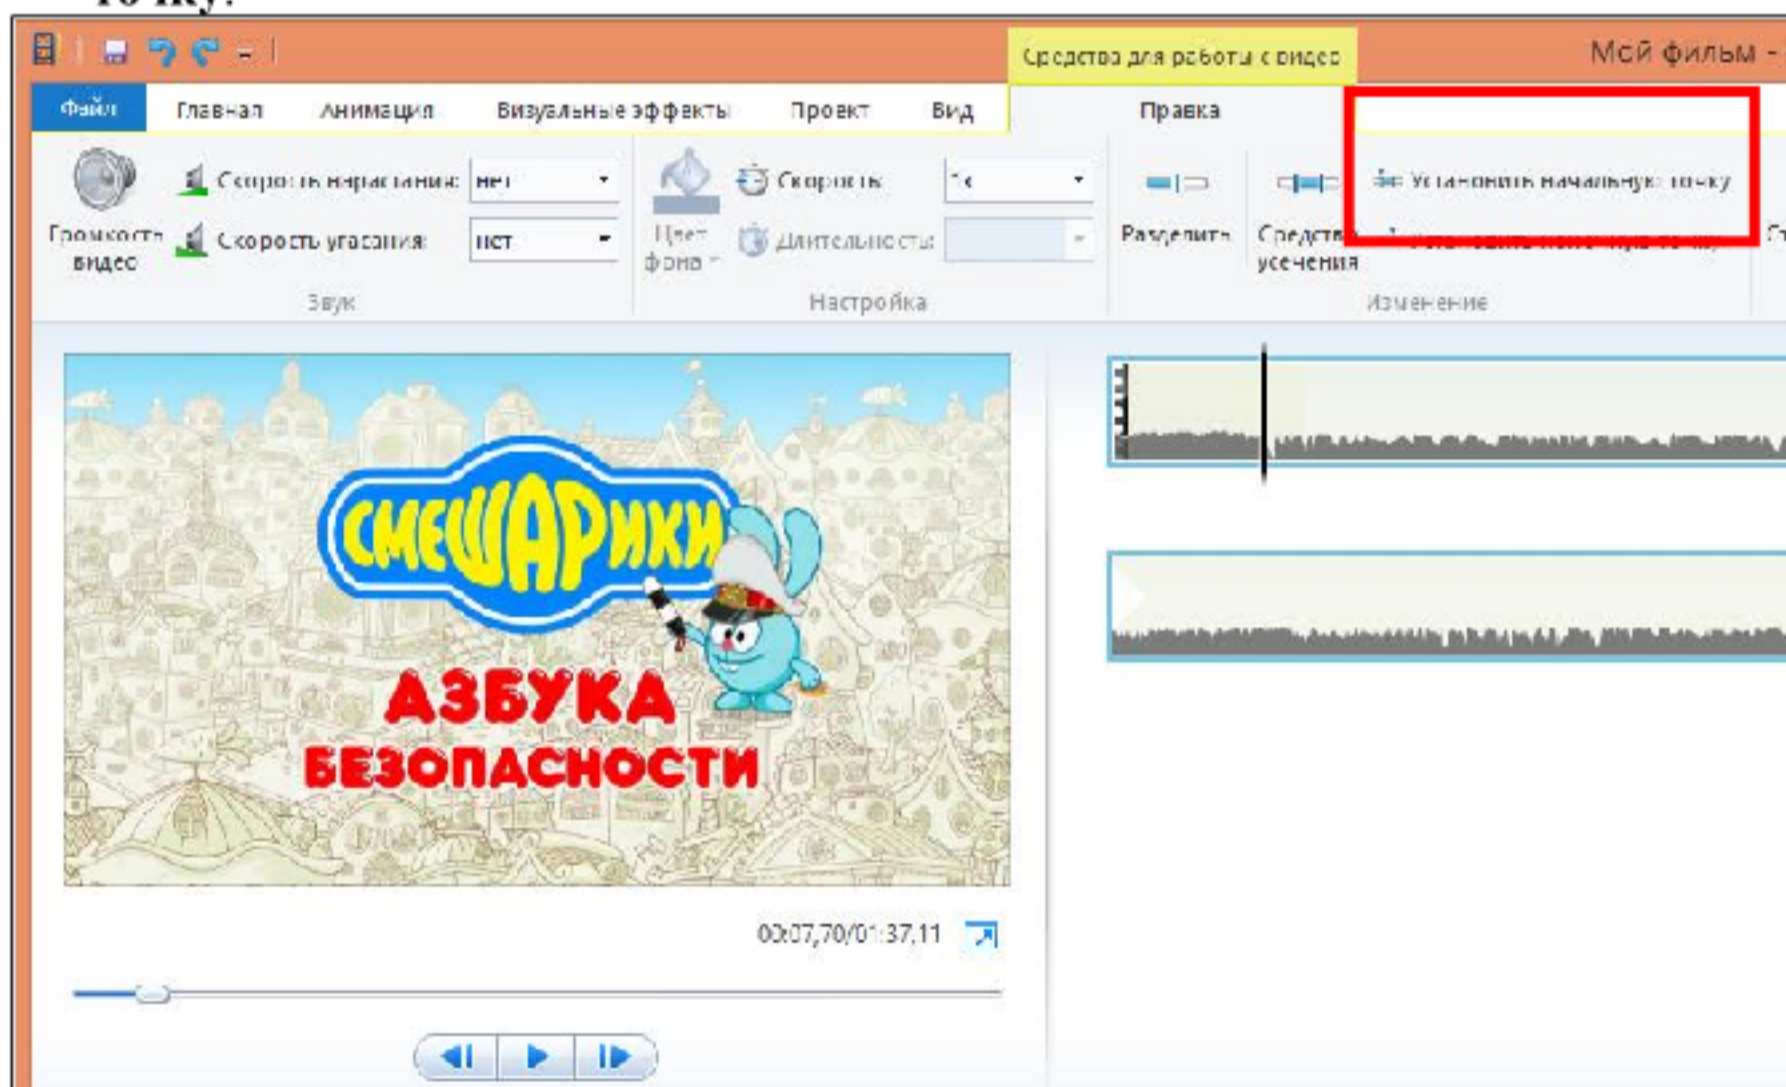 точку.
Средства для работы с видео
Мой фильм -
Файл Главная Анимация Визуальные эффекты Проект Вид Правка
Скорость нарастания: нет Скорость: 1x Установить начальную точку
Громкость видео Скорость угасания: нет Цвет фона Длительность: Разделить Средства усечения
Звук Настройка Изменение
СМЕШАРИКИ
АЗБУКА
БЕЗОПАСНОСТИ
00:07,70/01:37,11